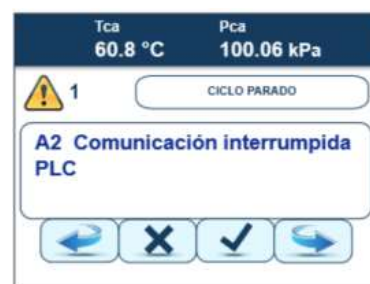 Tca Pca
60.8 °C 100.06 kPa
1 CICLO PARADO
A2 Comunicación interrumpida
PLC